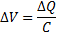 ΔV = ΔQ / C